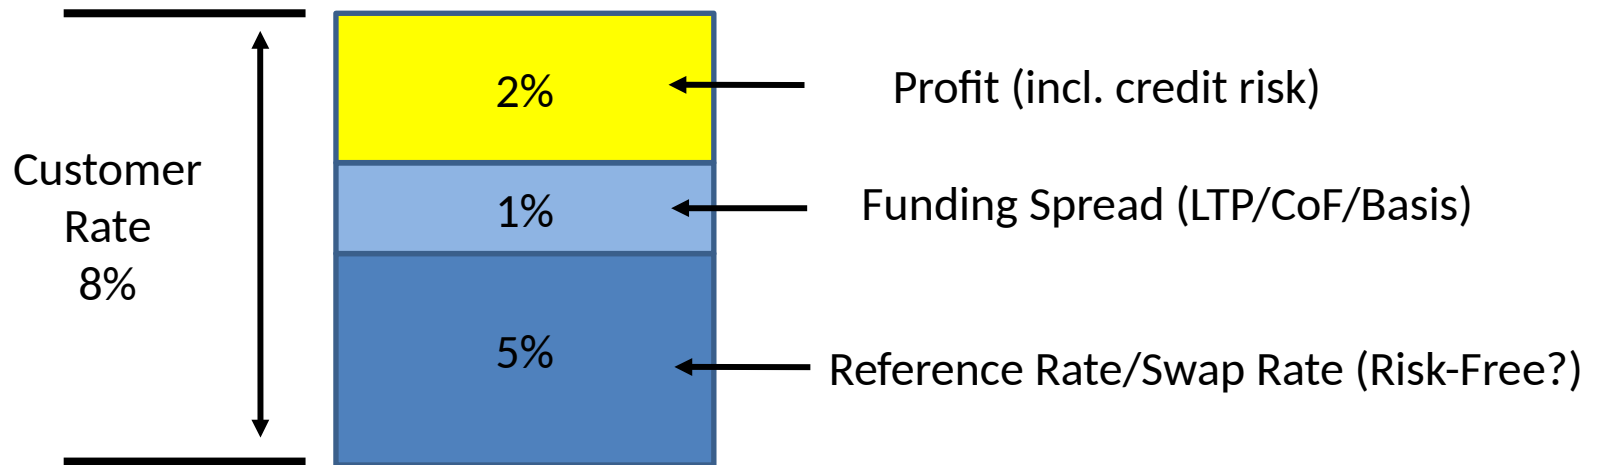 2%
Profit (incl. credit risk)
Customer
Rate
8%
1%
Funding Spread (LTP/CoF/Basis)
5%
Reference Rate/Swap Rate (Risk-Free?)